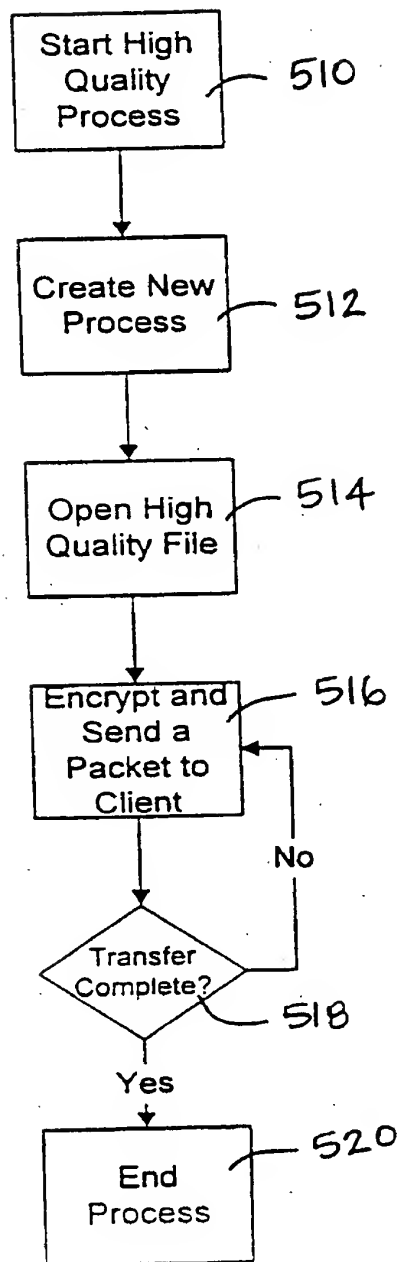 Start High
Quality
Process
510
Create New
Process
512
Open High
Quality File
514
Encrypt and
Send a
Packet to
Client
516
No
Transfer
Complete?
518
Yes
End
Process
520